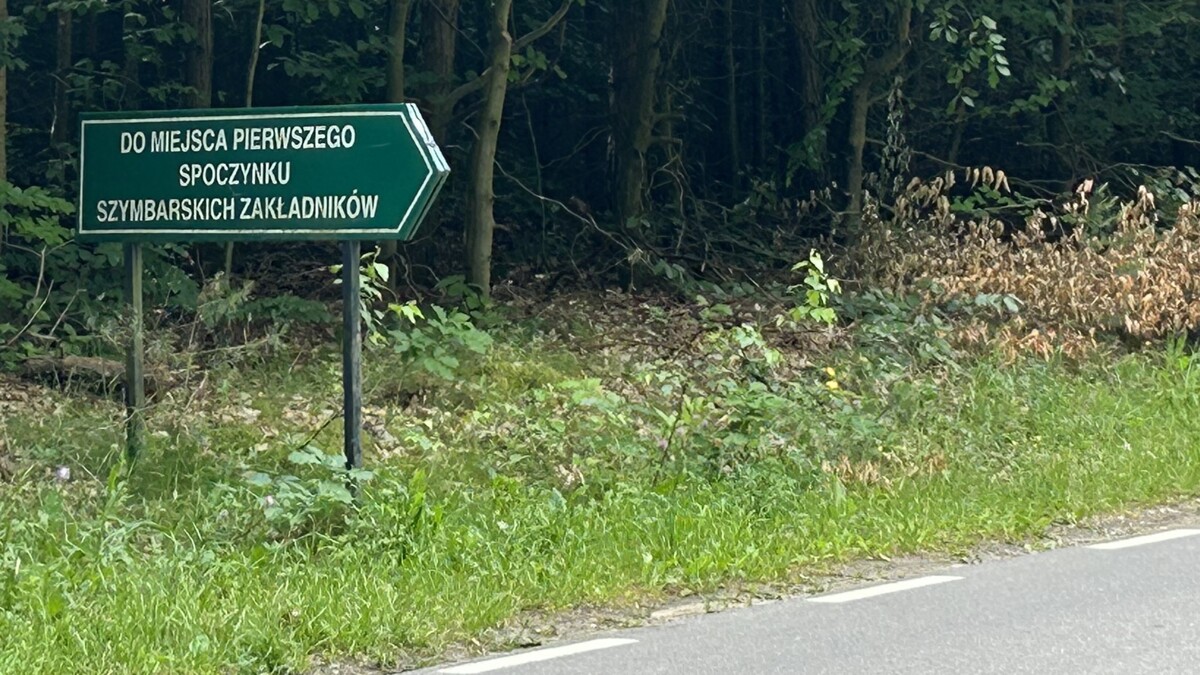 DO MIEJSCA PIERWSZEGO
SPOCZYNKU
SZYMBARSKICH ZAKŁADNIKÓW